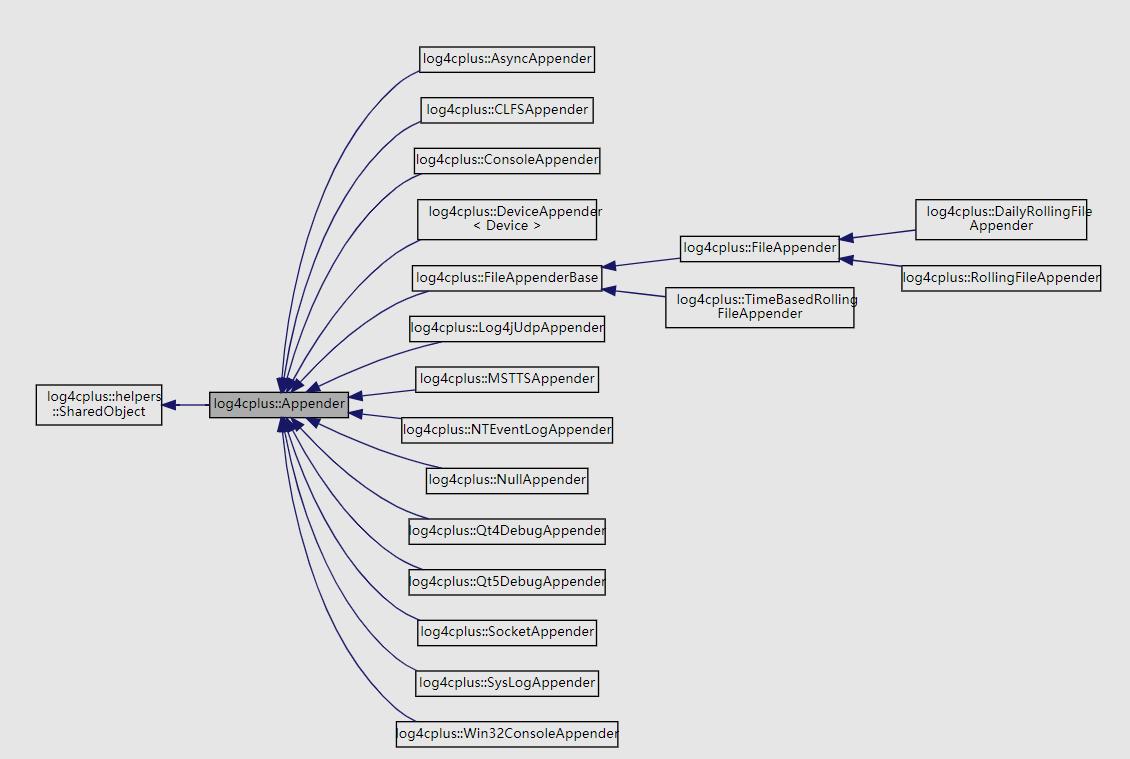 log4cplus::AsyncAppender
log4cplus::CLFSAppender
log4cplus::ConsoleAppender
log4cplus::DeviceAppender
< Device >
log4cplus::FileAppenderBase
log4cplus::Log4jUdpAppender
log4cplus::MSTTSAppender
log4cplus::NTEventLogAppender
log4cplus::NullAppender
log4cplus::Qt4DebugAppender
log4cplus::Qt5DebugAppender
log4cplus::SocketAppender
log4cplus::SysLogAppender
log4cplus::Win32ConsoleAppender
log4cplus::helpers
::SharedObject
log4cplus::Appender
log4cplus::FileAppender
log4cplus::TimeBasedRolling
FileAppender
log4cplus::DailyRollingFile
Appender
log4cplus::RollingFileAppender